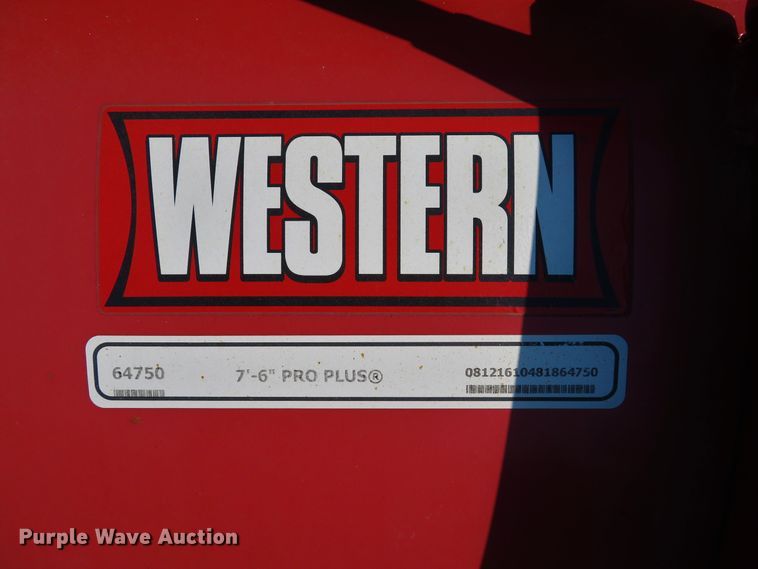 WESTERN
64750 7'-6" PRO PLUS® 08121610481864750
Purple Wave Auction